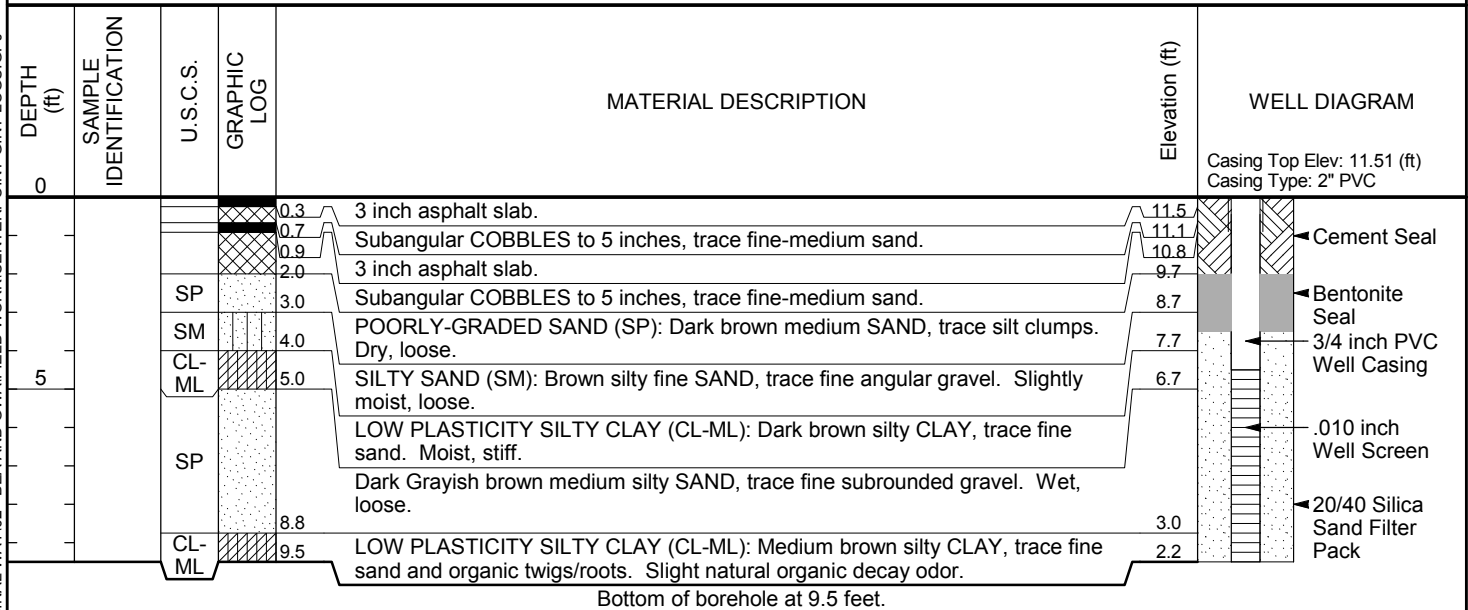 DEPTH
(ft)
SAMPLE
IDENTIFICATION
U.S.C.S.
GRAPHIC
LOG
MATERIAL DESCRIPTION
Elevation (ft)
WELL DIAGRAM
Casing Top Elev: 11.51 (ft)
Casing Type: 2" PVC
0
0.3 3 inch asphalt slab. 11.5
0.7 Subangular COBBLES to 5 inches, trace fine-medium sand. 11.1
0.9 3 inch asphalt slab. 10.8
2.0 Subangular COBBLES to 5 inches, trace fine-medium sand. 9.7
SP 3.0 POORLY-GRADED SAND (SP): Dark brown medium SAND, trace silt clumps. 8.7
Dry, loose.
SM 4.0 SILTY SAND (SM): Brown silty fine SAND, trace fine angular gravel. Slightly 7.7
moist, loose.
CL-
ML
5 5.0 LOW PLASTICITY SILTY CLAY (CL-ML): Dark brown silty CLAY, trace fine 6.7
sand. Moist, stiff.
SP
Dark Grayish brown medium silty SAND, trace fine subrounded gravel. Wet,
loose.
8.8 3.0
CL-
ML
9.5 LOW PLASTICITY SILTY CLAY (CL-ML): Medium brown silty CLAY, trace fine 2.2
sand and organic twigs/roots. Slight natural organic decay odor.
Bottom of borehole at 9.5 feet.
Cement Seal
Bentonite
Seal
3/4 inch PVC
Well Casing
.010 inch
Well Screen
20/40 Silica
Sand Filter
Pack